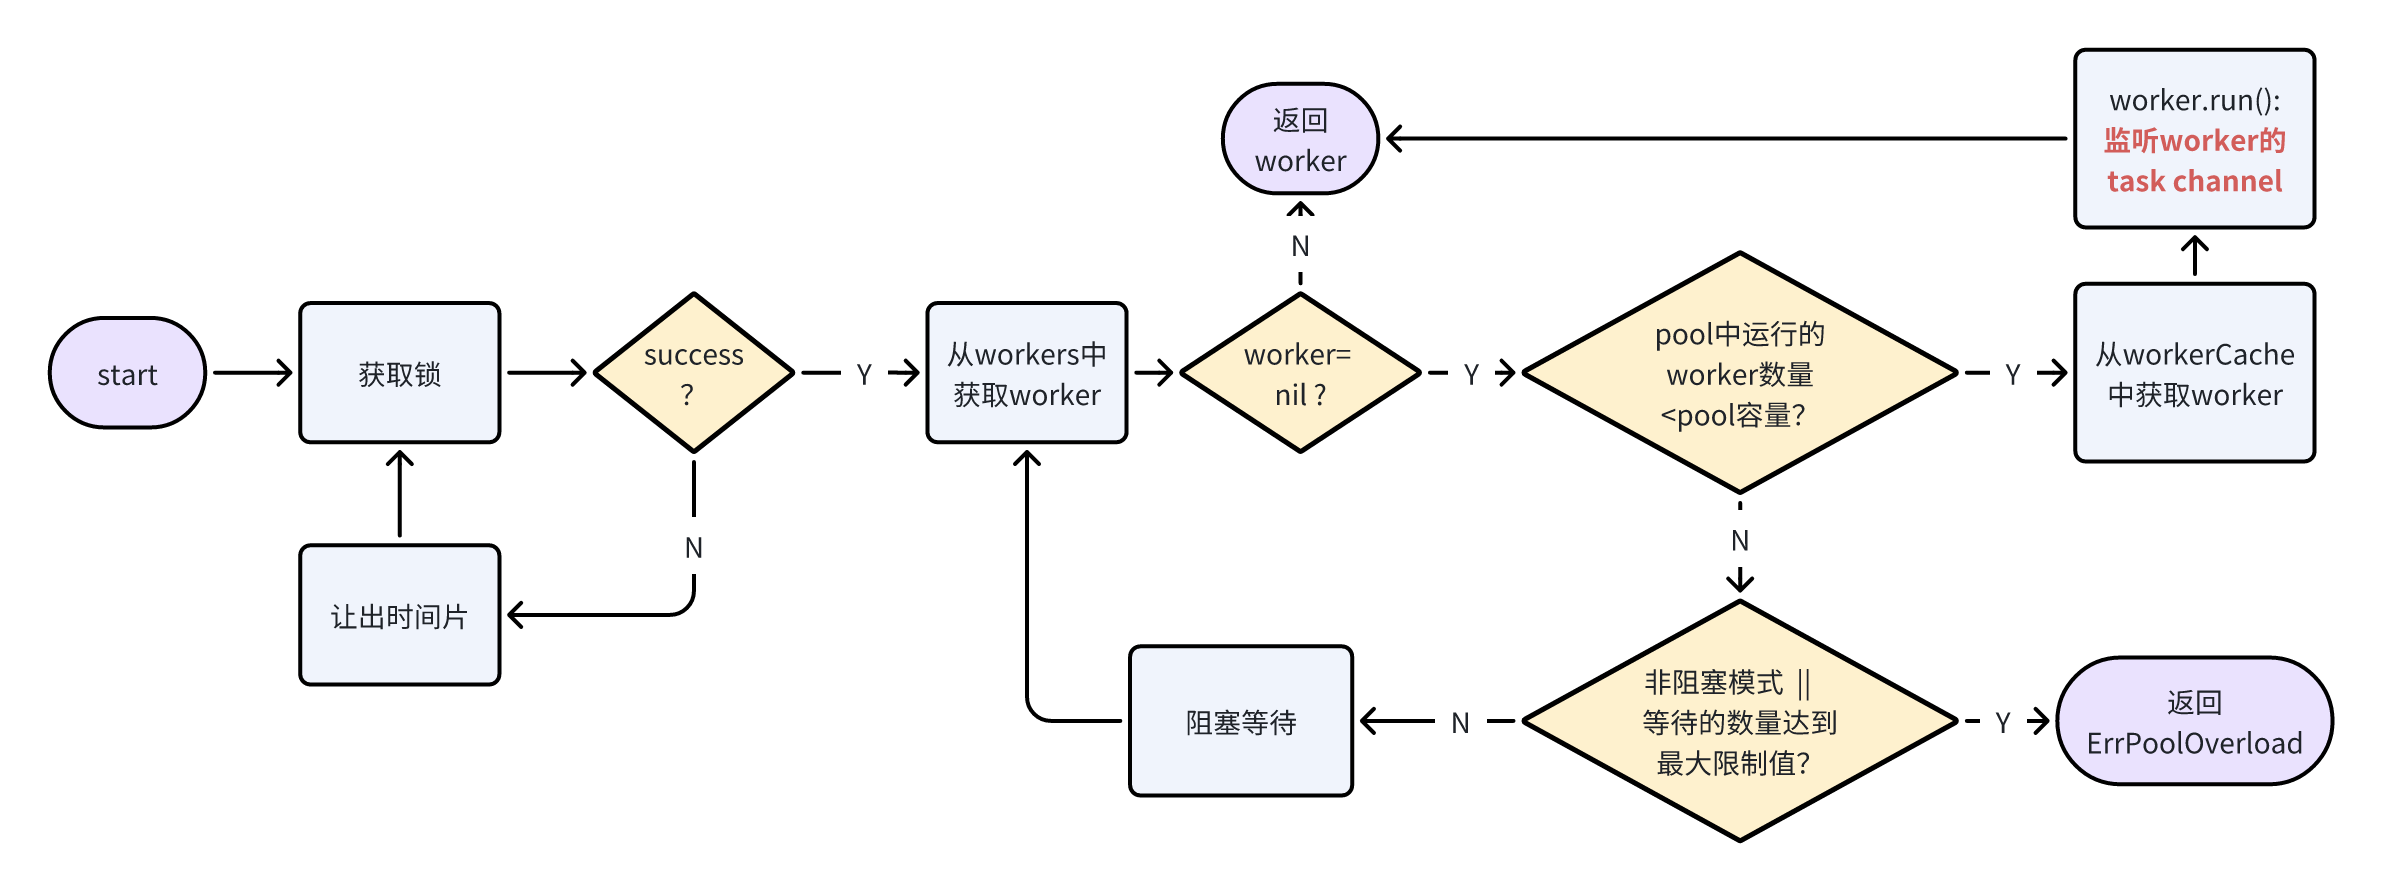 start
获取锁
success
？
Y
N
让出时间片
从workers中
获取worker
worker=
nil ?
N
返回
worker
Y
pool中运行的
worker数量
<pool容量？
Y
从workerCache
中获取worker
worker.run():
监听worker的
task channel
N
非阻塞模式 ||
等待的数量达到
最大限制值？
N
阻塞等待
Y
返回
ErrPoolOverload